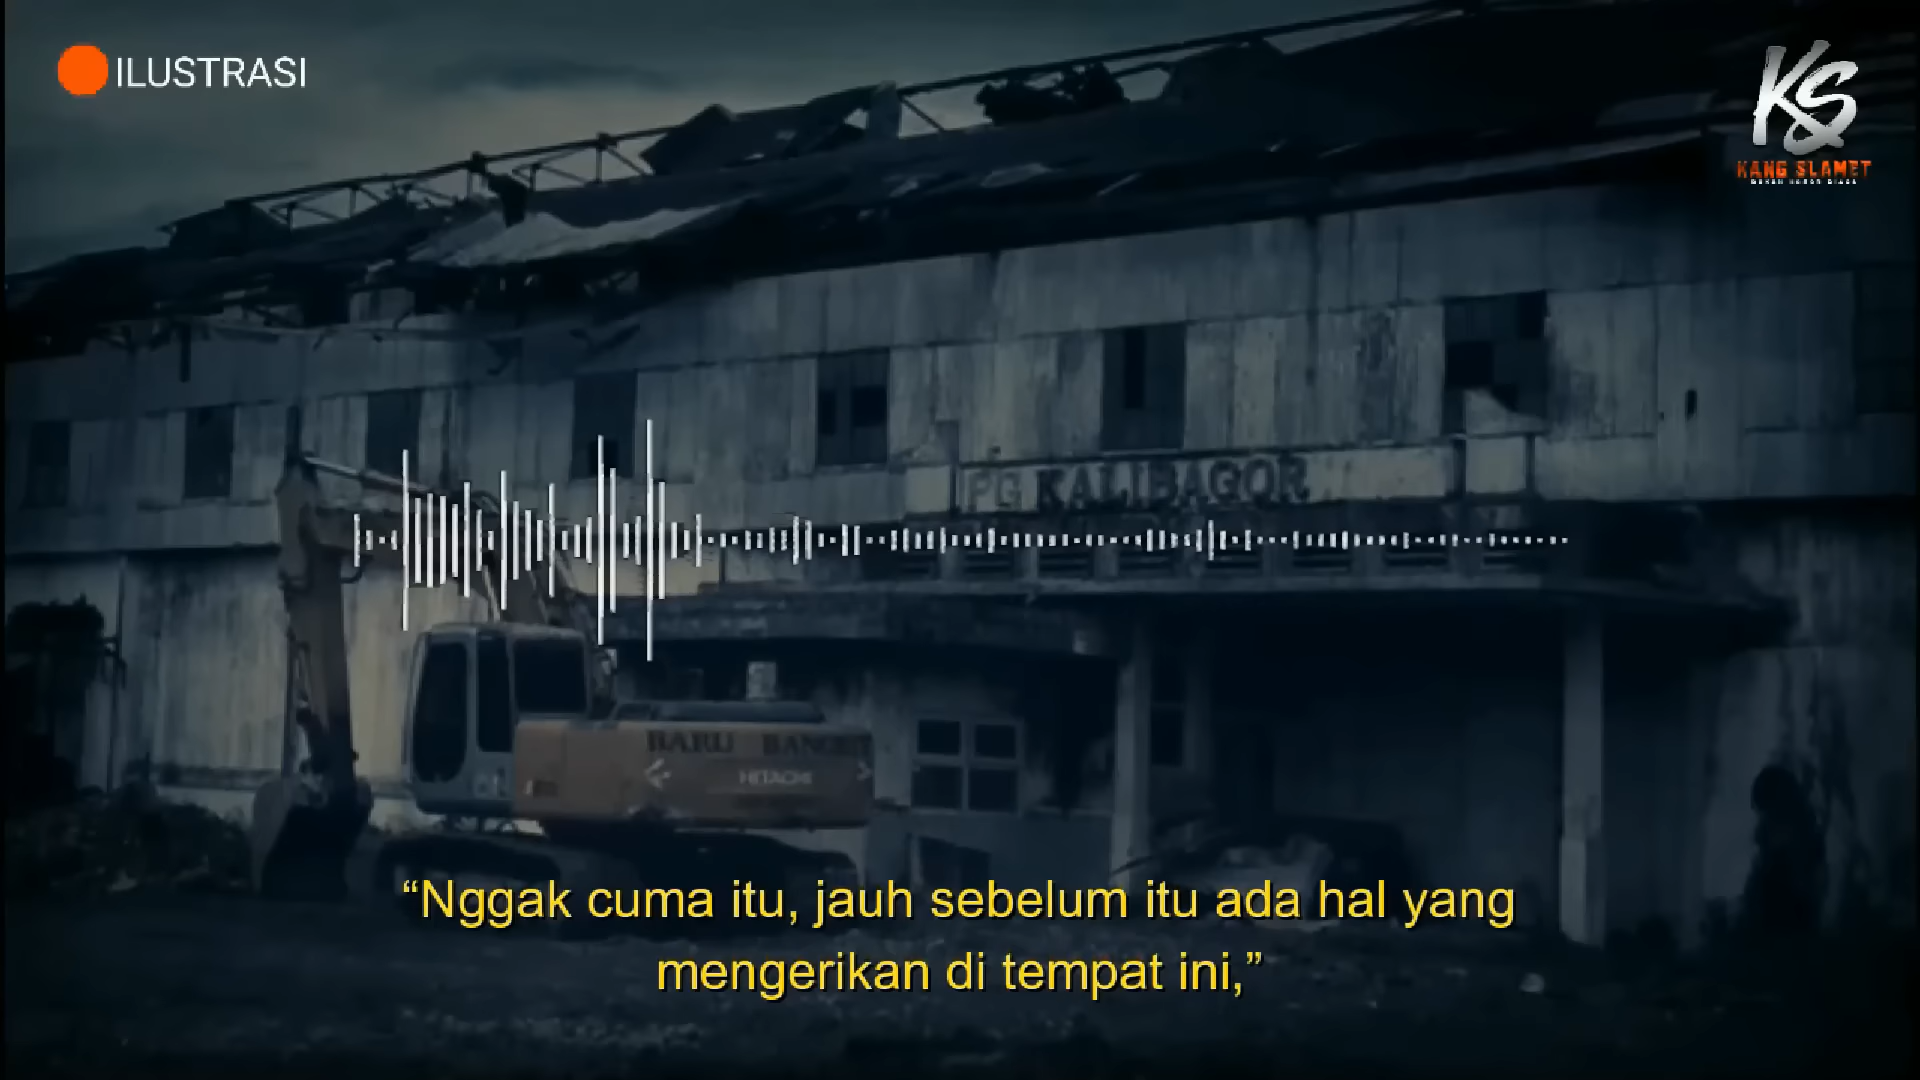 ILUSTRASI
KS
KANG SLAMET
PG KALIBAGOR
BARU BANGET
HITACHI
“Nggak cuma itu, jauh sebelum itu ada hal yang
mengerikan di tempat ini,”